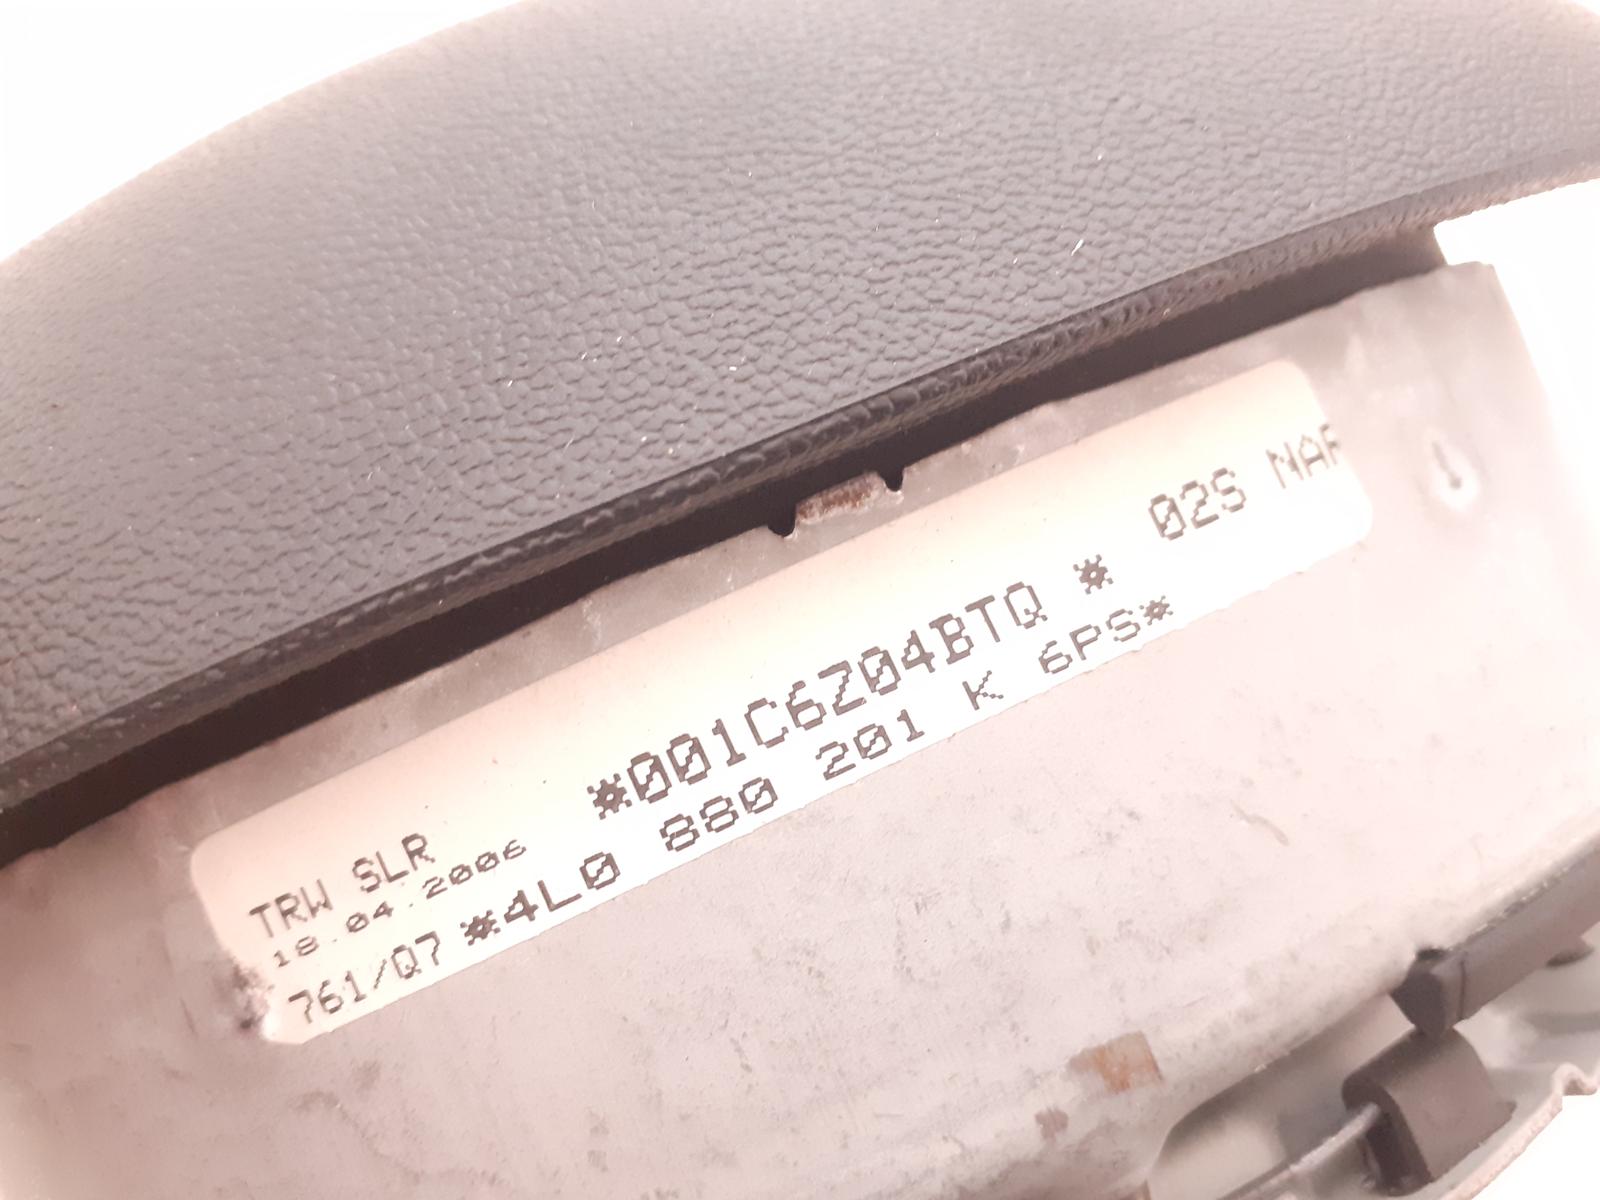 TRW SLR *001C6Z04BTQ * 02S NAR
18.04.2006
761/Q7 *4L0 880 201 K 6PS*